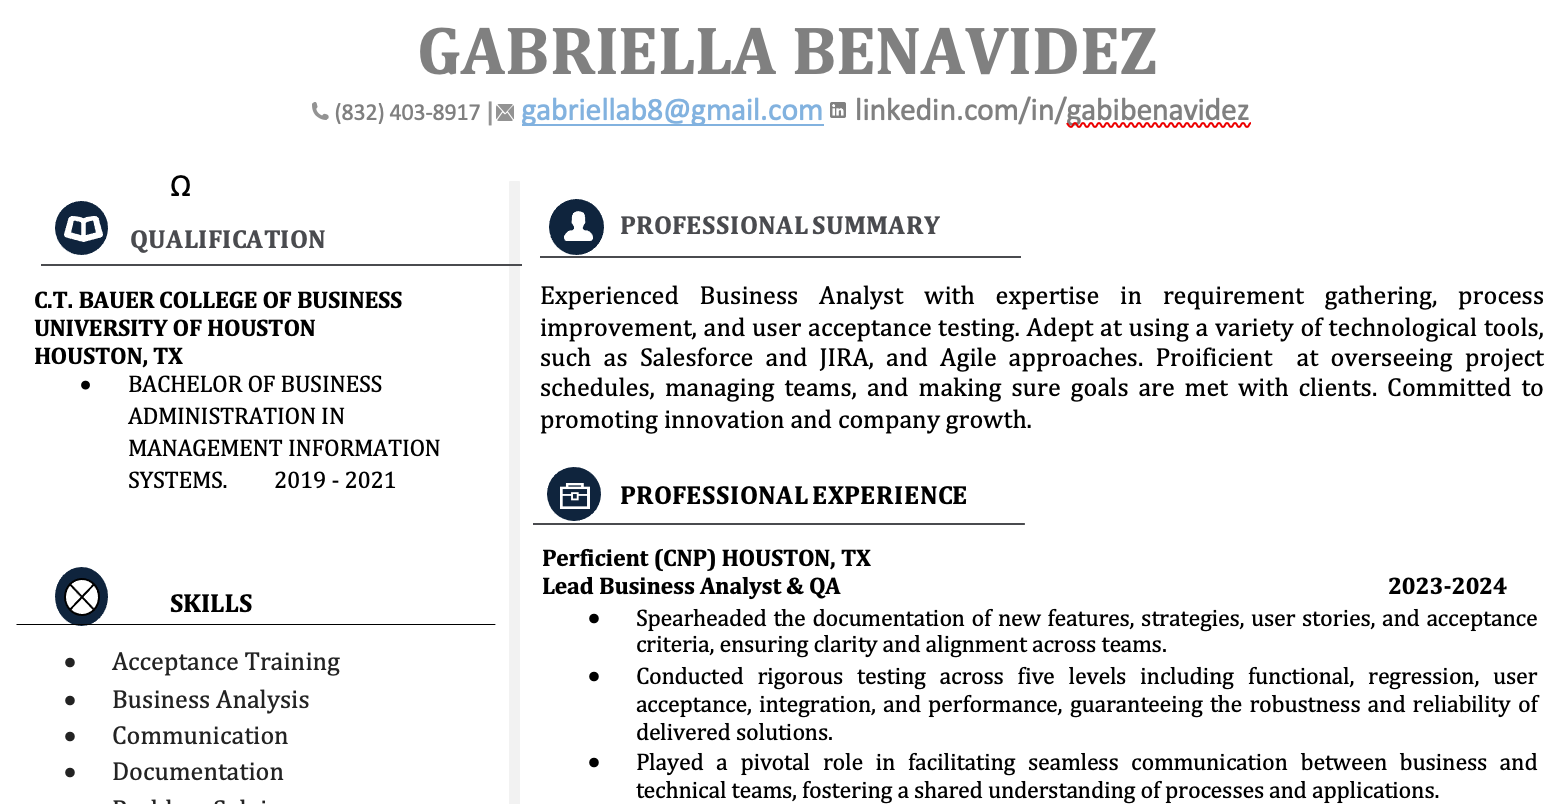 GABRIELLA BENAVIDEZ
(832) 403-8917 | gabriellab8@gmail.com linkedin.com/in/gabibenavidez
Ω
QUALIFICATION
C.T. BAUER COLLEGE OF BUSINESS
UNIVERSITY OF HOUSTON
HOUSTON, TX
• BACHELOR OF BUSINESS
ADMINISTRATION IN
MANAGEMENT INFORMATION
SYSTEMS. 2019 - 2021
SKILLS
• Acceptance Training
• Business Analysis
• Communication
• Documentation
PROFESSIONAL SUMMARY
Experienced Business Analyst with expertise in requirement gathering, process
improvement, and user acceptance testing. Adept at using a variety of technological tools,
such as Salesforce and JIRA, and Agile approaches. Proificient at overseeing project
schedules, managing teams, and making sure goals are met with clients. Committed to
promoting innovation and company growth.
PROFESSIONAL EXPERIENCE
Perficient (CNP) HOUSTON, TX
Lead Business Analyst & QA 2023-2024
• Spearheaded the documentation of new features, strategies, user stories, and acceptance
criteria, ensuring clarity and alignment across teams.
• Conducted rigorous testing across five levels including functional, regression, user
acceptance, integration, and performance, guaranteeing the robustness and reliability of
delivered solutions.
• Played a pivotal role in facilitating seamless communication between business and
technical teams, fostering a shared understanding of processes and applications.